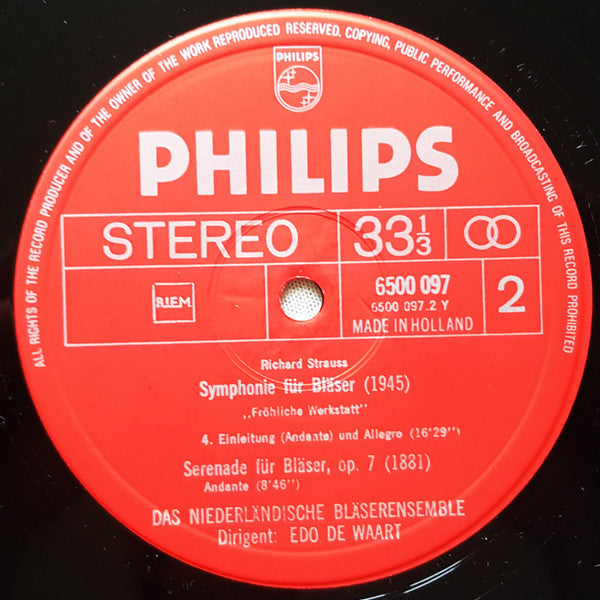 ALL RIGHTS OF THE RECORD PRODUCER AND OF THE OWNER OF THE WORK REPRODUCED RESERVED. COPYING, PUBLIC PERFORMANCE AND BROADCASTING OF THIS RECORD PROHIBITED
PHILIPS
PHILIPS
STEREO 33 1/3
B.I.E.M. 6500 097 2
6500 097.2 Y
MADE IN HOLLAND
Richard Strauss
Symphonie für Bläser (1945)
,,Fröhliche Werkstatt''
4. Einleitung (Andante) und Allegro (16'29'')
Serenade für Bläser, op. 7 (1881)
Andante (8'46'')
DAS NIEDERLÄNDISCHE BLÄSERENSEMBLE
Dirigent: EDO DE WAART